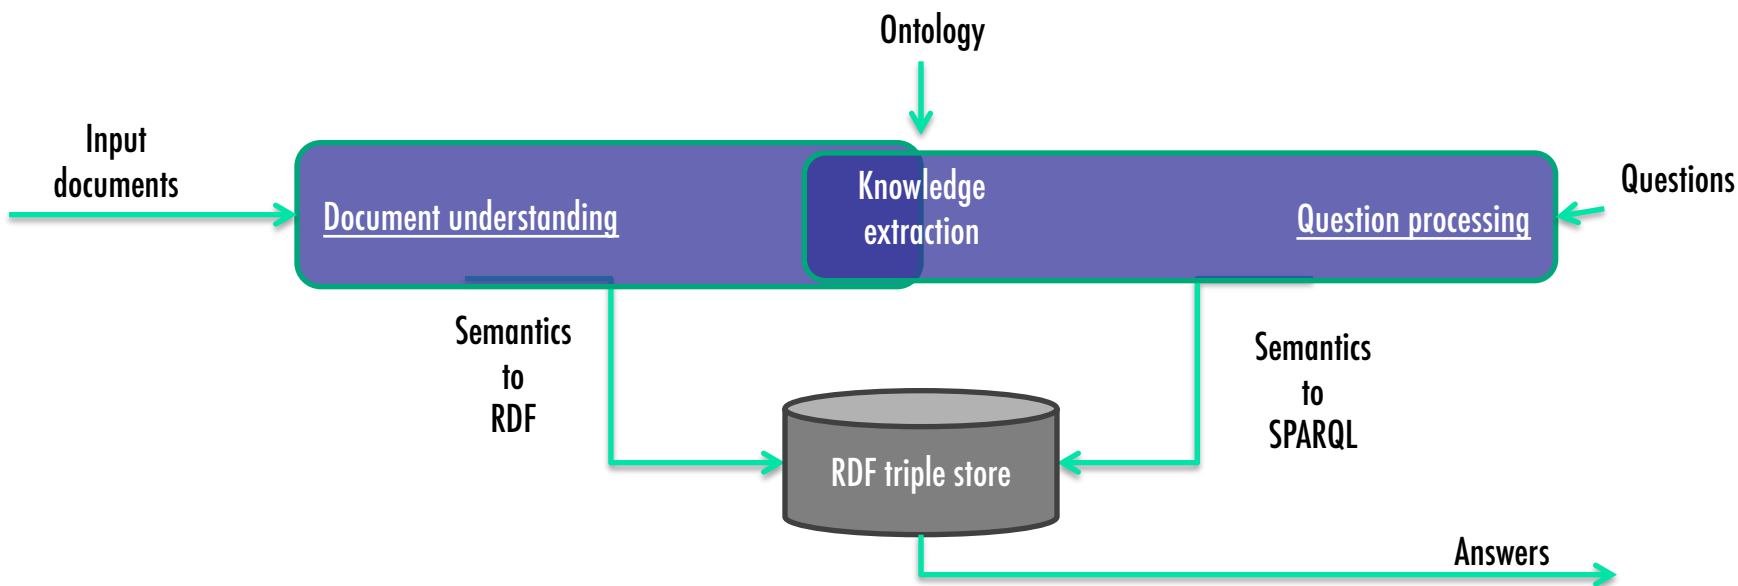 Ontology
Input
documents
Document understanding
Knowledge
extraction
Question processing
Questions
Semantics
to
RDF
Semantics
to
SPARQL
RDF triple store
Answers